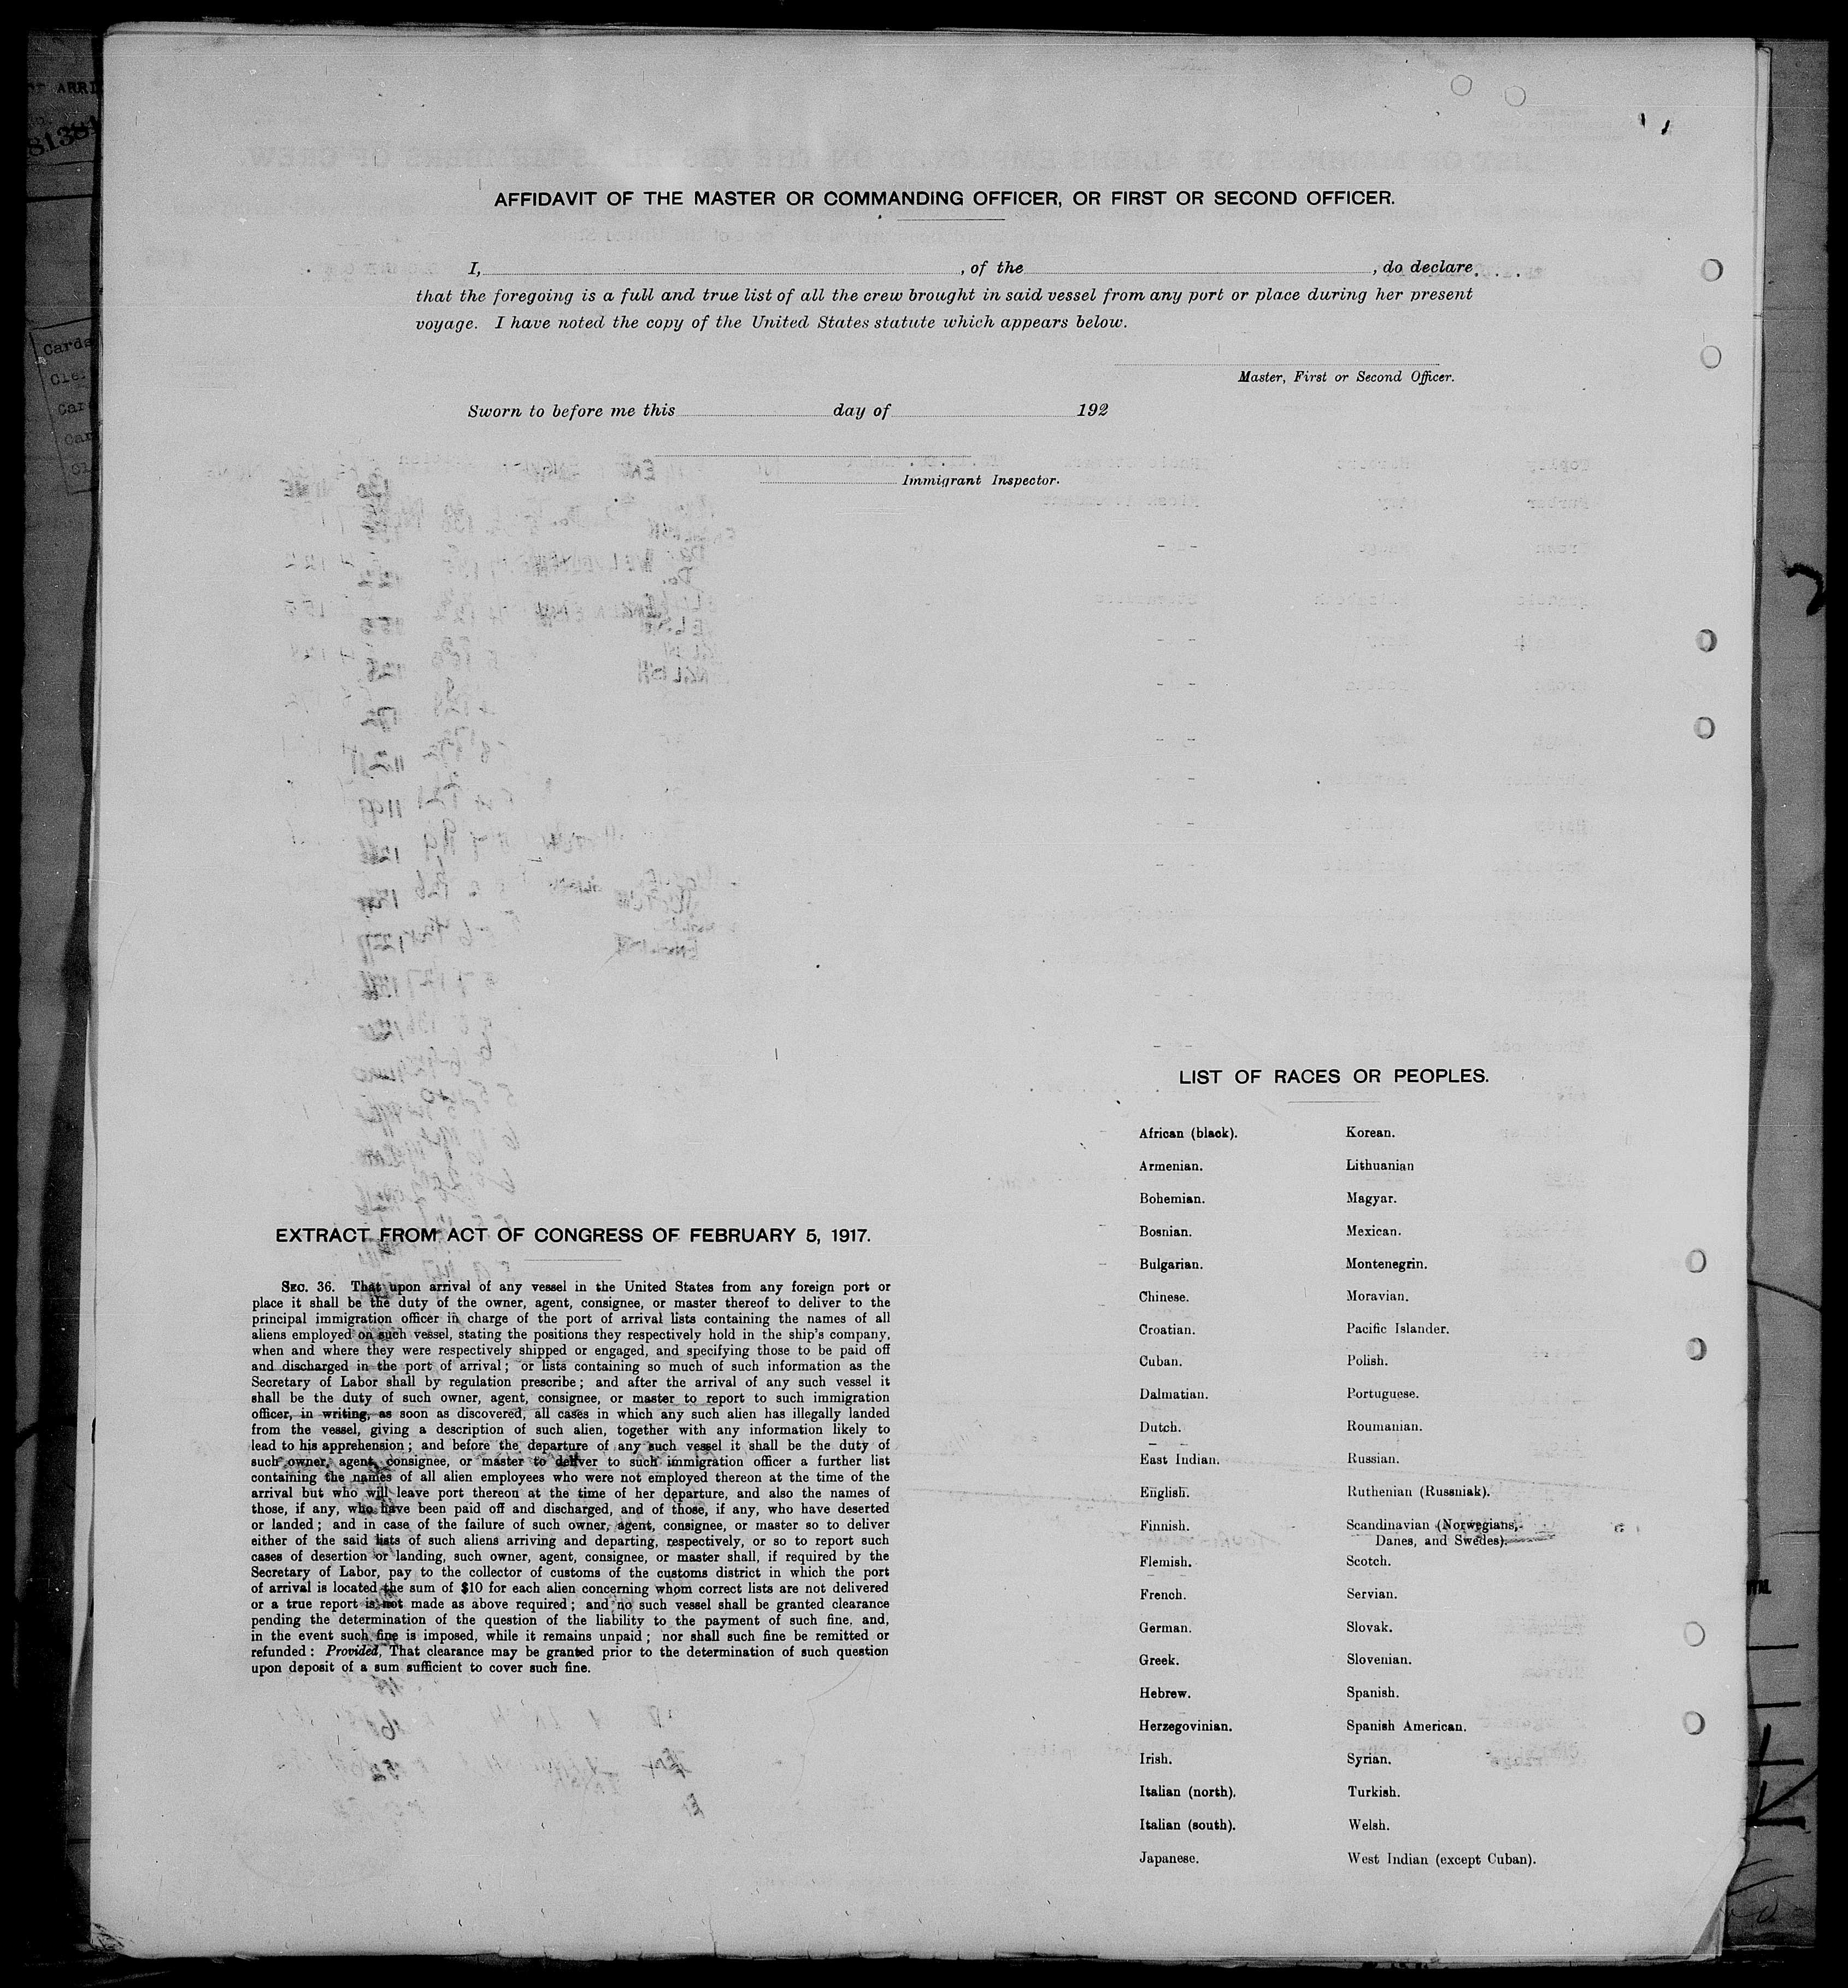 AFFIDAVIT OF THE MASTER OR COMMANDING OFFICER, OR FIRST OR SECOND OFFICER.
I, , of the , do declare
that the foregoing is a full and true list of all the crew brought in said vessel from any port or place during her present
voyage. I have noted the copy of the United States statute which appears below.
Master, First or Second Officer.
Sworn to before me this day of 192
Immigrant Inspector.
EXTRACT FROM ACT OF CONGRESS OF FEBRUARY 5, 1917.
SEC. 36. That upon arrival of any vessel in the United States from any foreign port or
place it shall be the duty of the owner, agent, consignee, or master thereof to deliver to the
principal immigration officer in charge of the port of arrival lists containing the names of all
aliens employed on such vessel, stating the positions they respectively hold in the ship's company,
when and where they were respectively shipped or engaged, and specifying those to be paid off
and discharged in the port of arrival; or lists containing so much of such information as the
Secretary of Labor shall by regulation prescribe; and after the arrival of any such vessel it
shall be the duty of such owner, agent, consignee, or master to report to such immigration
officer, in writing, as soon as discovered, all cases in which any such alien has illegally landed
from the vessel, giving a description of such alien, together with any information likely to
lead to his apprehension; and before the departure of any such vessel it shall be the duty of
such owner, agent, consignee, or master to deliver to such immigration officer a further list
containing the names of all alien employees who were not employed thereon at the time of the
arrival but who will leave port thereon at the time of her departure, and also the names of
those, if any, who have been paid off and discharged, and of those, if any, who have deserted
or landed; and in case of the failure of such owner, agent, consignee, or master so to deliver
either of the said lists of such aliens arriving and departing, respectively, or so to report such
cases of desertion or landing, such owner, agent, consignee, or master shall, if required by the
Secretary of Labor, pay to the collector of customs of the customs district in which the port
of arrival is located the sum of $10 for each alien concerning whom correct lists are not delivered
or a true report is not made as above required; and no such vessel shall be granted clearance
pending the determination of the question of the liability to the payment of such fine, and,
in the event such fine is imposed, while it remains unpaid; nor shall such fine be remitted or
refunded: Provided, That clearance may be granted prior to the determination of such question
upon deposit of a sum sufficient to cover such fine.
LIST OF RACES OR PEOPLES.
African (black).
Armenian.
Bohemian.
Bosnian.
Bulgarian.
Chinese.
Croatian.
Cuban.
Dalmatian.
Dutch.
East Indian.
English.
Finnish.
Flemish.
French.
German.
Greek.
Hebrew.
Herzegovinian.
Irish.
Italian (north).
Italian (south).
Japanese.
Korean.
Lithuanian
Magyar.
Mexican.
Montenegrin.
Moravian.
Pacific Islander.
Polish.
Portuguese.
Roumanian.
Russian.
Ruthenian (Russniak).
Scandinavian (Norwegians,
Danes, and Swedes).
Scotch.
Servian.
Slovak.
Slovenian.
Spanish.
Spanish American.
Syrian.
Turkish.
Welsh.
West Indian (except Cuban).